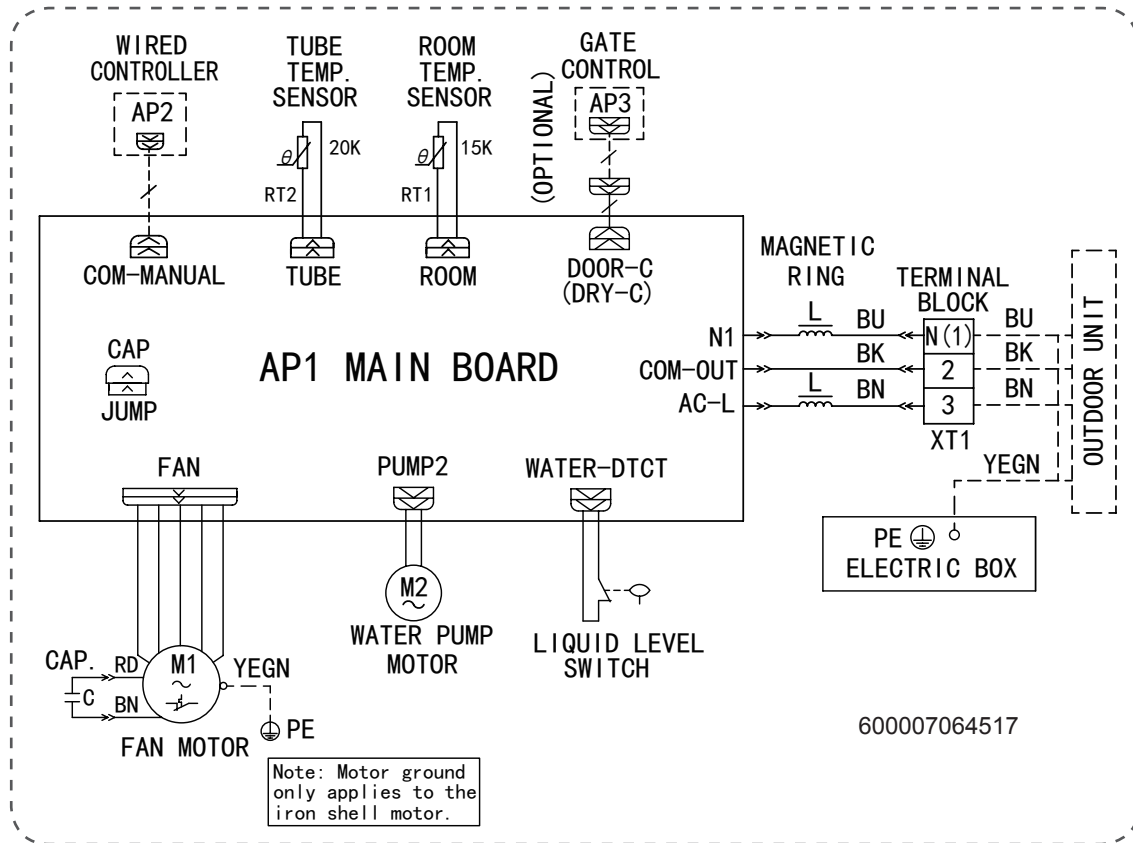 WIRED
CONTROLLER
AP2
COM-MANUAL
TUBE
TEMP.
SENSOR
θ
20K
RT2
TUBE
ROOM
TEMP.
SENSOR
θ
15K
RT1
ROOM
GATE
CONTROL
(OPTIONAL)
AP3
DOOR-C
(DRY-C)
CAP
JUMP
AP1 MAIN BOARD
N1
COM-OUT
AC-L
MAGNETIC
RING
L
BU
BK
L
BN
TERMINAL
BLOCK
N(1)
2
3
XT1
BU
BK
BN
YEGN
OUTDOOR UNIT
PE
ELECTRIC BOX
FAN
PUMP2
WATER-DTCT
M2
WATER PUMP
MOTOR
LIQUID LEVEL
SWITCH
CAP.
C
RD
BN
M1
YEGN
PE
FAN MOTOR
Note: Motor ground
only applies to the
iron shell motor.
600007064517